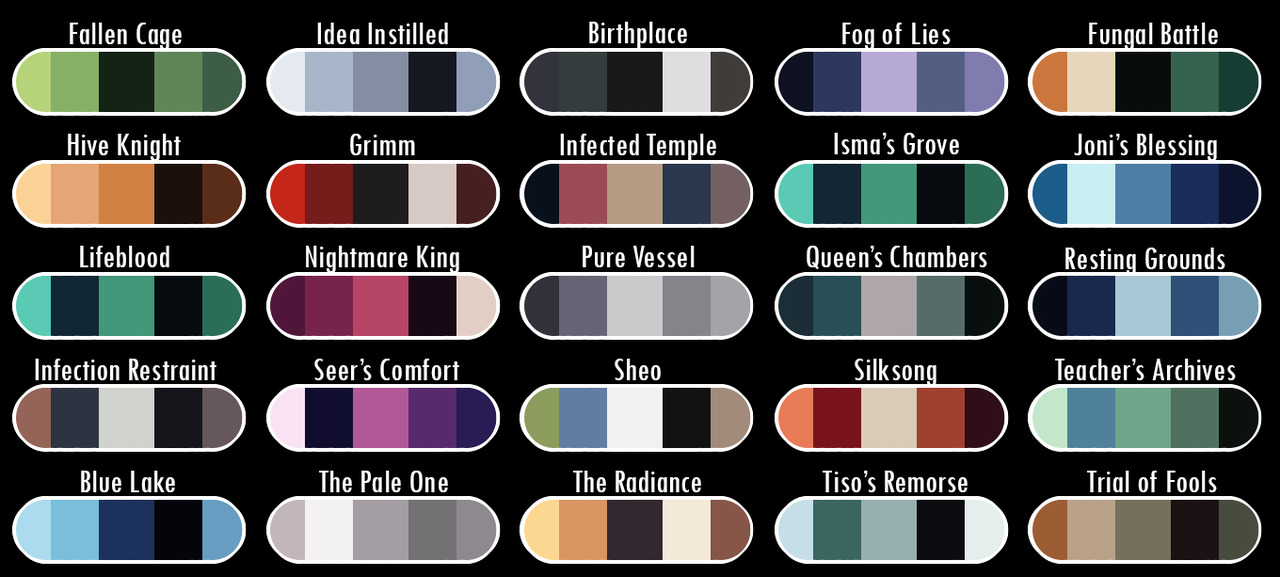 Fallen Cage
Idea Instilled
Birthplace
Fog of Lies
Fungal Battle
Hive Knight
Grimm
Infected Temple
Isma's Grove
Joni's Blessing
Lifeblood
Nightmare King
Pure Vessel
Queen's Chambers
Resting Grounds
Infection Restraint
Seer's Comfort
Sheo
Silksong
Teacher's Archives
Blue Lake
The Pale One
The Radiance
Tiso's Remorse
Trial of Fools